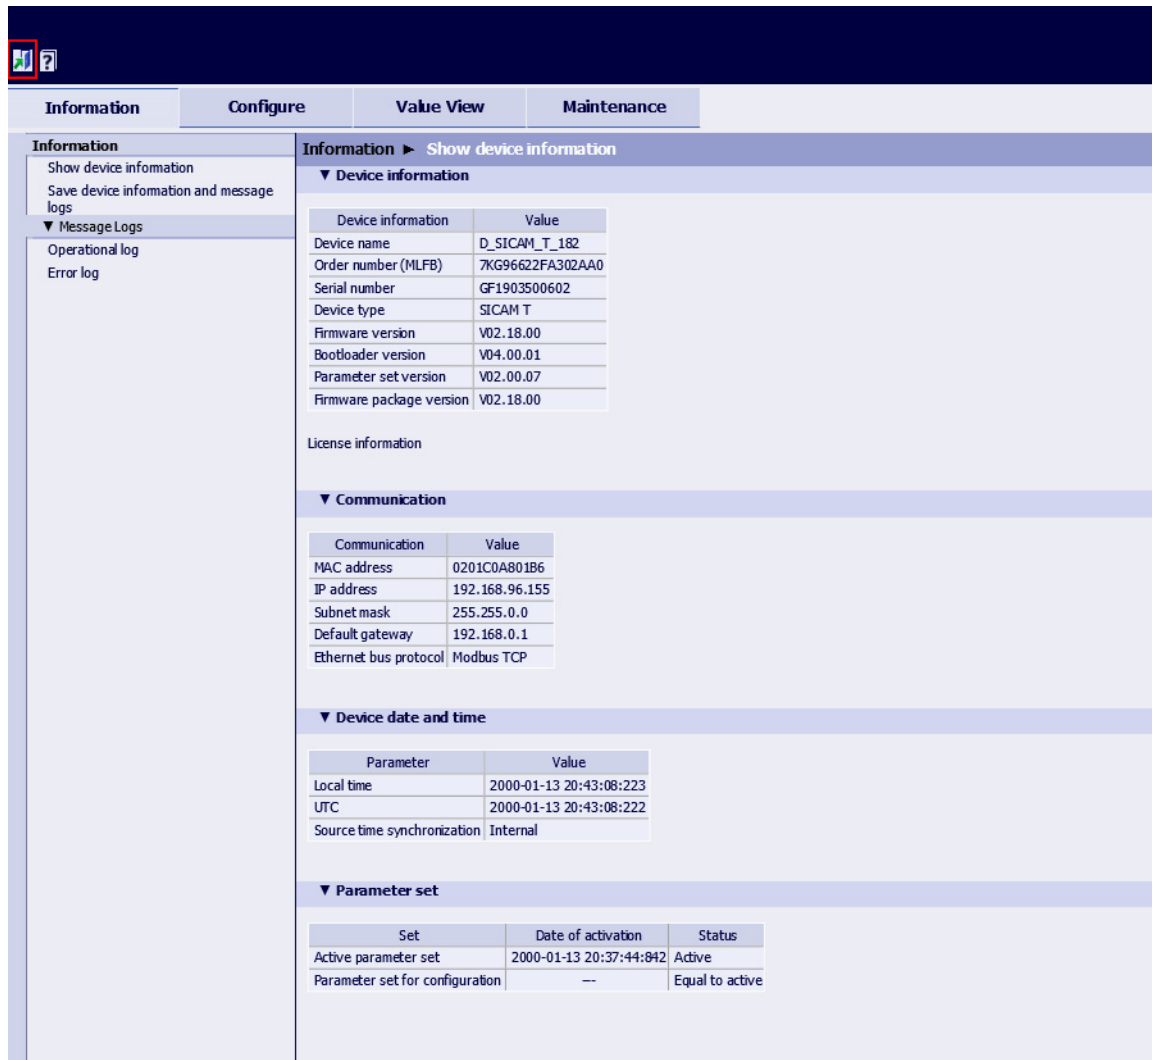 ?
Information Configure Value View Maintenance
Information
Show device information
Save device information and message
logs
▼ Message Logs
Operational log
Error log
Information ► Show device information
▼ Device information
Device information Value
Device name D_SICAM_T_182
Order number (MLFB) 7KG96622FA302AA0
Serial number GF1903500602
Device type SICAM T
Firmware version V02.18.00
Bootloader version V04.00.01
Parameter set version V02.00.07
Firmware package version V02.18.00
License information
▼ Communication
Communication Value
MAC address 0201C0A801B6
IP address 192.168.96.155
Subnet mask 255.255.0.0
Default gateway 192.168.0.1
Ethernet bus protocol Modbus TCP
▼ Device date and time
Parameter Value
Local time 2000-01-13 20:43:08:223
UTC 2000-01-13 20:43:08:222
Source time synchronization Internal
▼ Parameter set
Set Date of activation Status
Active parameter set 2000-01-13 20:37:44:842 Active
Parameter set for configuration --- Equal to active